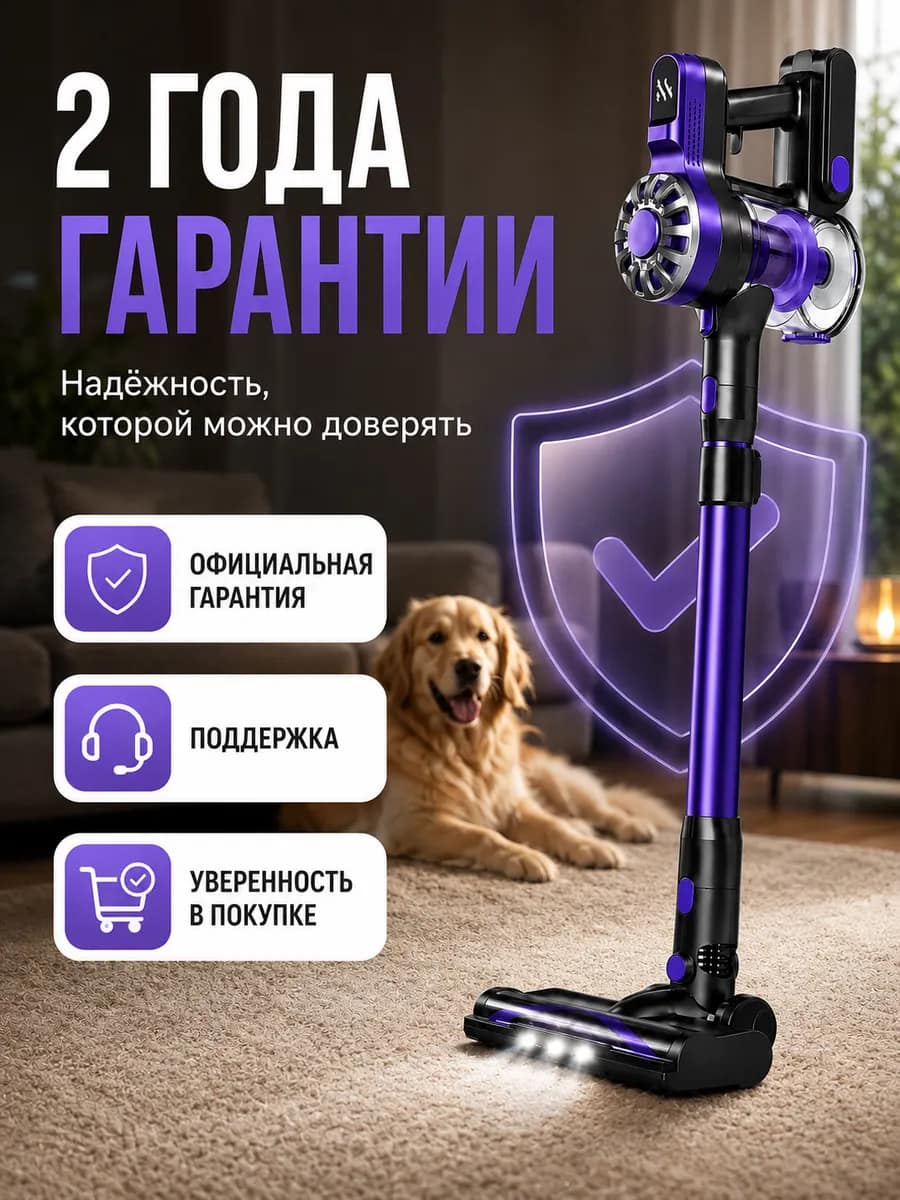 2 ГОДА
ГАРАНТИИ
Надёжность,
которой можно доверять
ОФИЦИАЛЬНАЯ
ГАРАНТИЯ
ПОДДЕРЖКА
УВЕРЕННОСТЬ
В ПОКУПКЕ